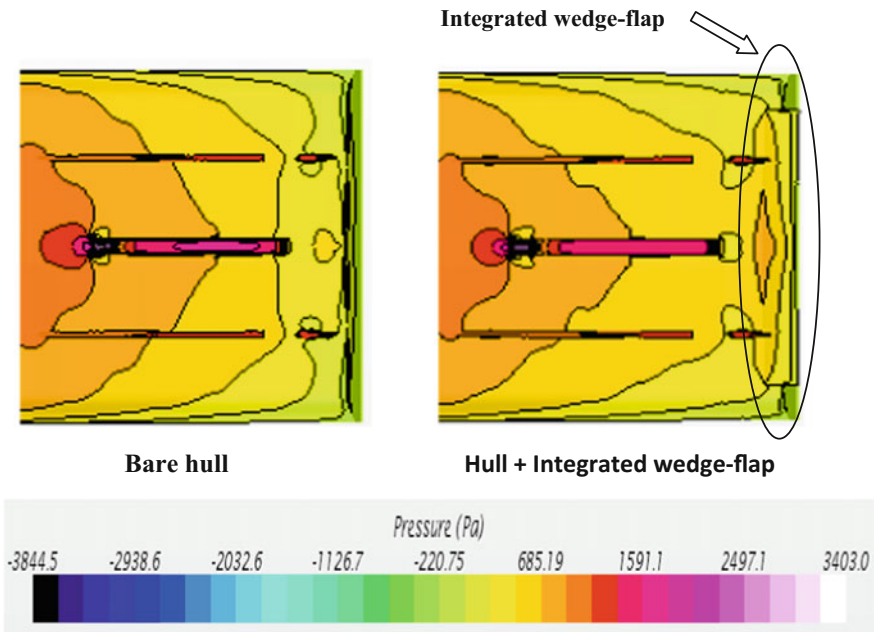 Integrated wedge-flap
Bare hull
Hull + Integrated wedge-flap
Pressure (Pa)
-3844.5 -2938.6 -2032.6 -1126.7 -220.75 685.19 1591.1 2497.1 3403.0